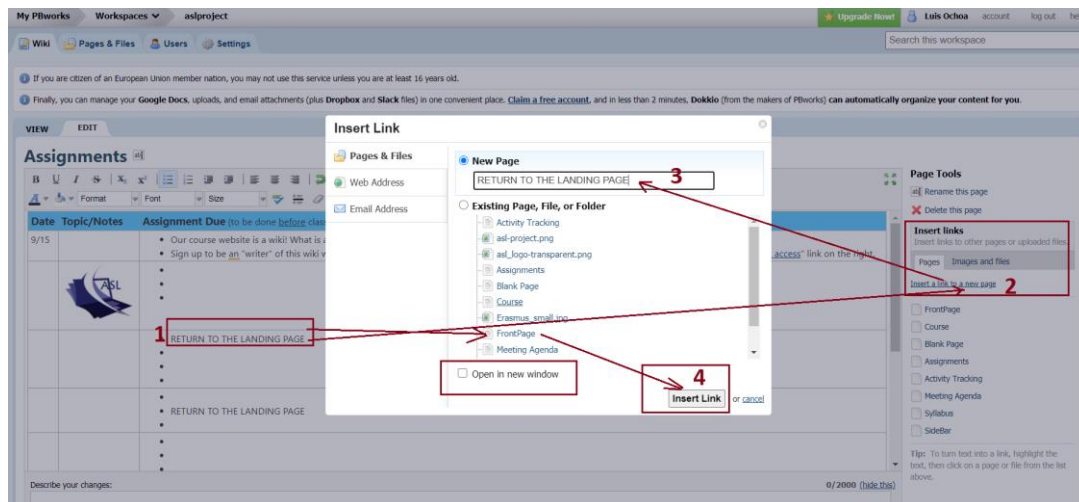 My PBworks Workspaces aslproject
Upgrade Now! Luis Ochoa account log out
Wiki Pages & Files Users Settings
Search this workspace
If you are citizen of an European Union member nation, you may not use this service unless you are at least 16 years old.
Finally, you can manage your Google Docs, uploads, and email attachments (plus Dropbox and Slack files) in one convenient place. Claim a free account, and in less than 2 minutes, Dokkio (from the makers of PBworks) can automatically organize your content for you.
VIEW EDIT
Assignments
B U I S X₂ x²
Format Font Size
Date Topic/Notes Assignment Due (to be done before
9/15
Our course website is a wiki! What is
Sign up to be an "writer" of this wiki
access" link on the right.
ASL
1 RETURN TO THE LANDING PAGE
RETURN TO THE LANDING PAGE
Describe your changes:
0/2000 (hide this)
Insert Link
Pages & Files
Web Address
Email Address
New Page
RETURN TO THE LANDING PAGE 3
Existing Page, File, or Folder
Activity Tracking
asl-project.png
asl_logo-transparent.png
Assignments
Blank Page
Course
Erasmus_small.jpg
FrontPage
Meeting Agenda
Open in new window
4
Insert Link or cancel
Page Tools
Rename this page
Delete this page
Insert links
Insert links to other pages or uploaded files.
Pages Images and files
Insert a link to a new page 2
FrontPage
Course
Blank Page
Assignments
Activity Tracking
Meeting Agenda
Syllabus
SideBar
Tip: To turn text into a link, highlight the
text, then click on a page or file from the list
above.